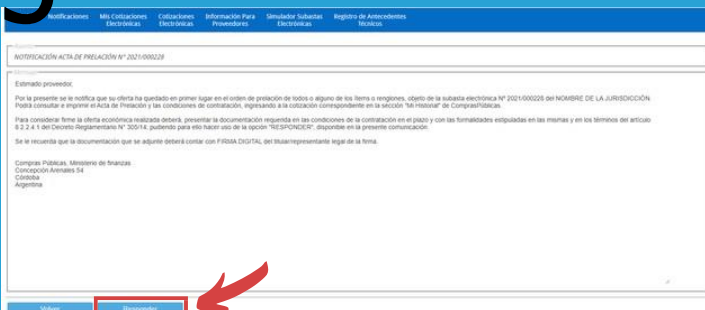 Notificaciones Mis Cotizaciones Electrónicas Cotizaciones Electrónicas Información Para Proveedores Simulador Subastas Electrónicas Registro de Antecedentes Técnicos
Asunto
NOTIFICACIÓN ACTA DE PRELACIÓN N° 2021/000228
Mensaje
Estimado proveedor,
Por la presente se le notifica que su oferta ha quedado en primer lugar en el orden de prelación de todos o alguno de los ítems o renglones, objeto de la subasta electrónica N° 2021/000228 del NOMBRE DE LA JURISDICCIÓN.
Podrá consultar e imprimir el Acta de Prelación y las condiciones de contratación, ingresando a la cotización correspondiente en la sección "Mi Historial" de ComprasPúblicas.
Para considerar firme la oferta económica realizada deberá, presentar la documentación requerida en las condiciones de la contratación en el plazo y con las formalidades estipuladas en las mismas y en los términos del artículo
8.2.2.4.1 del Decreto Reglamentario N° 305/14; pudiendo para ello hacer uso de la opción "RESPONDER", disponible en la presente comunicación.
Se le recuerda que la documentación que se adjunte deberá contar con FIRMA DIGITAL del titular/representante legal de la firma.
Compras Públicas, Ministerio de finanzas
Concepción Arenales 54
Córdoba
Argentina
Volver Responder